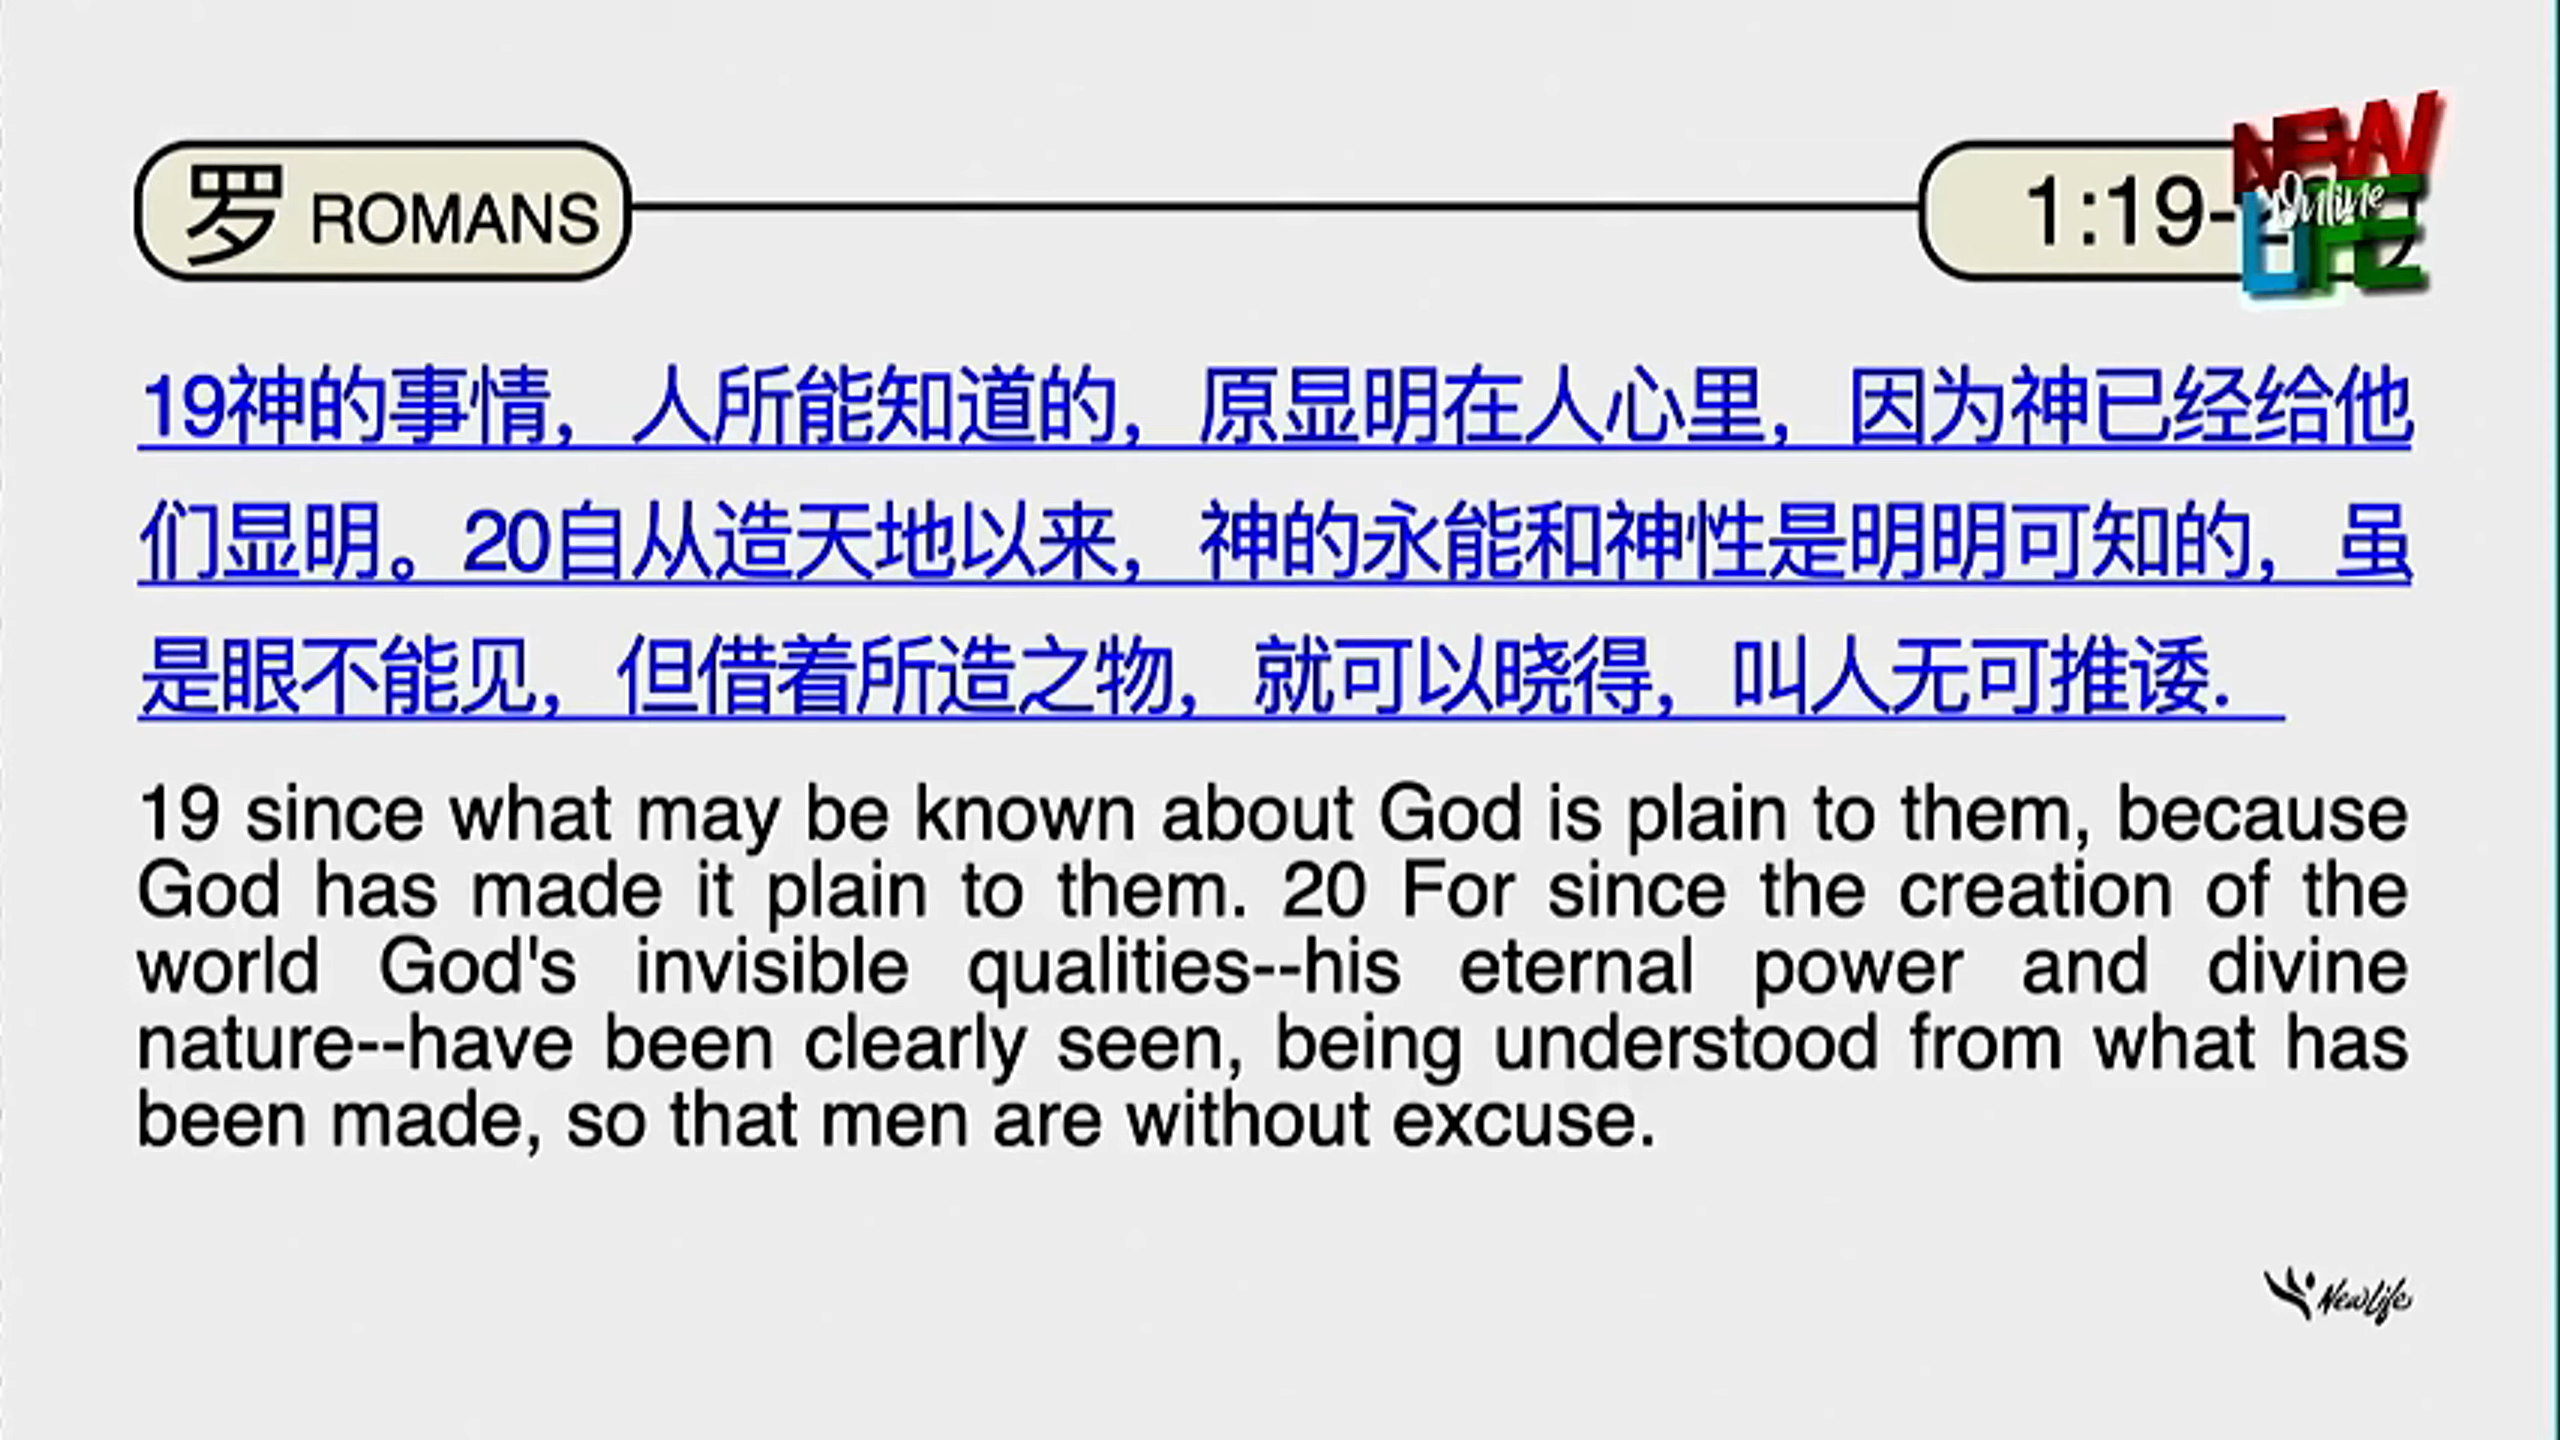 罗 ROMANS
1:19-
NEW
Online
LIFE
19神的事情，人所能知道的，原显明在人心里，因为神已经给他
们显明。20自从造天地以来，神的永能和神性是明明可知的，虽
是眼不能见，但借着所造之物，就可以晓得，叫人无可推诿.
19 since what may be known about God is plain to them, because
God has made it plain to them. 20 For since the creation of the
world God's invisible qualities--his eternal power and divine
nature--have been clearly seen, being understood from what has
been made, so that men are without excuse.
NewLife